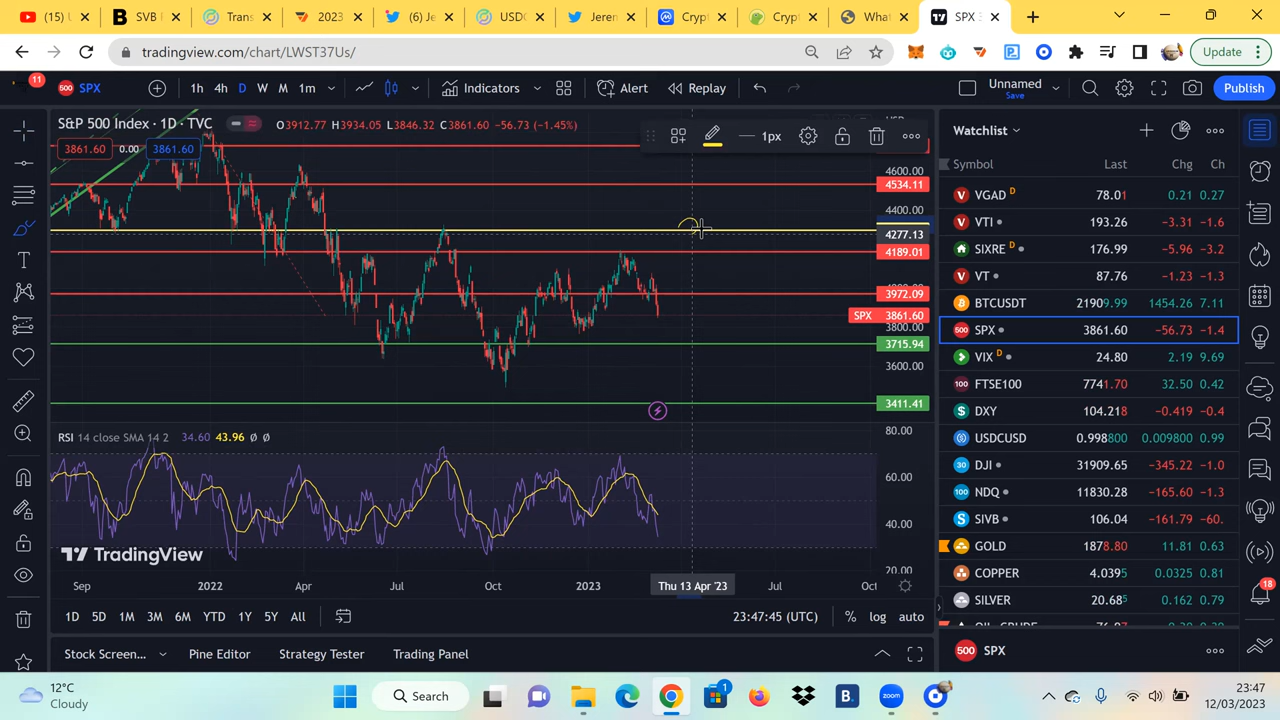 (15) L
SVB F
Trans
2023
(6) Je
USDC
Jerem
Crypt
Crypt
What
SPX
tradingview.com/chart/LWST37Us/
Update
11
500 SPX
1h 4h D W M 1m
Indicators
Alert
Replay
Unnamed
Save
Publish
S&P 500 Index · 1D · TVC
O3912.77 H3934.05 L3846.32 C3861.60 -56.73 (-1.45%)
3861.60 0.00 3873.60
1px
4600.00
4534.11
4400.00
4277.13
4189.01
3972.09
SPX 3861.60
3800.00
3715.94
3600.00
3411.41
RSI 14 close SMA 14 2 34.60 43.96 Ø Ø
80.00
60.00
40.00
20.00
TradingView
Sep 2022 Apr Jul Oct 2023 Thu 13 Apr '23 Jul Oct
1D 5D 1M 3M 6M YTD 1Y 5Y All
23:47:45 (UTC) % log auto
Stock Screen...
Pine Editor
Strategy Tester
Trading Panel
Watchlist
Symbol Last Chg Ch
VGAD D 78.01 0.21 0.27
VTI 193.26 -3.31 -1.6
SIXRE D 176.99 -5.96 -3.2
VT 87.76 -1.23 -1.3
BTCUSDT 21909.99 1454.26 7.11
500 SPX 3861.60 -56.73 -1.4
VIX D 24.80 2.19 9.69
100 FTSE100 7741.70 32.50 0.42
DXY 104.218 -0.419 -0.4
USDCUSD 0.998800 0.009800 0.99
30 DJI 31909.65 -345.22 -1.0
100 NDQ 11830.28 -165.60 -1.3
SIVB 106.04 -161.79 -60.
GOLD 1878.80 11.81 0.63
COPPER 4.0395 0.0325 0.81
SILVER 20.685 0.162 0.79
500 SPX
18
12°C
Cloudy
Search
1
zoom
23:47
12/03/2023